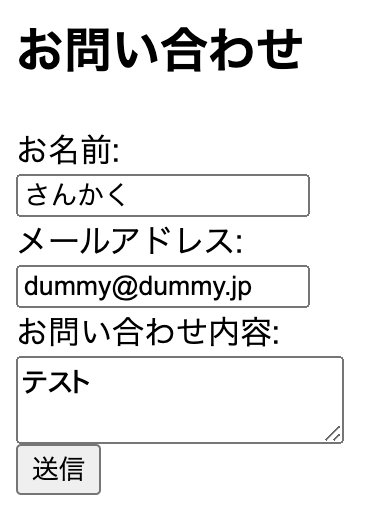 お問い合わせ
お名前:
さんかく
メールアドレス:
dummy@dummy.jp
お問い合わせ内容:
テスト
送信